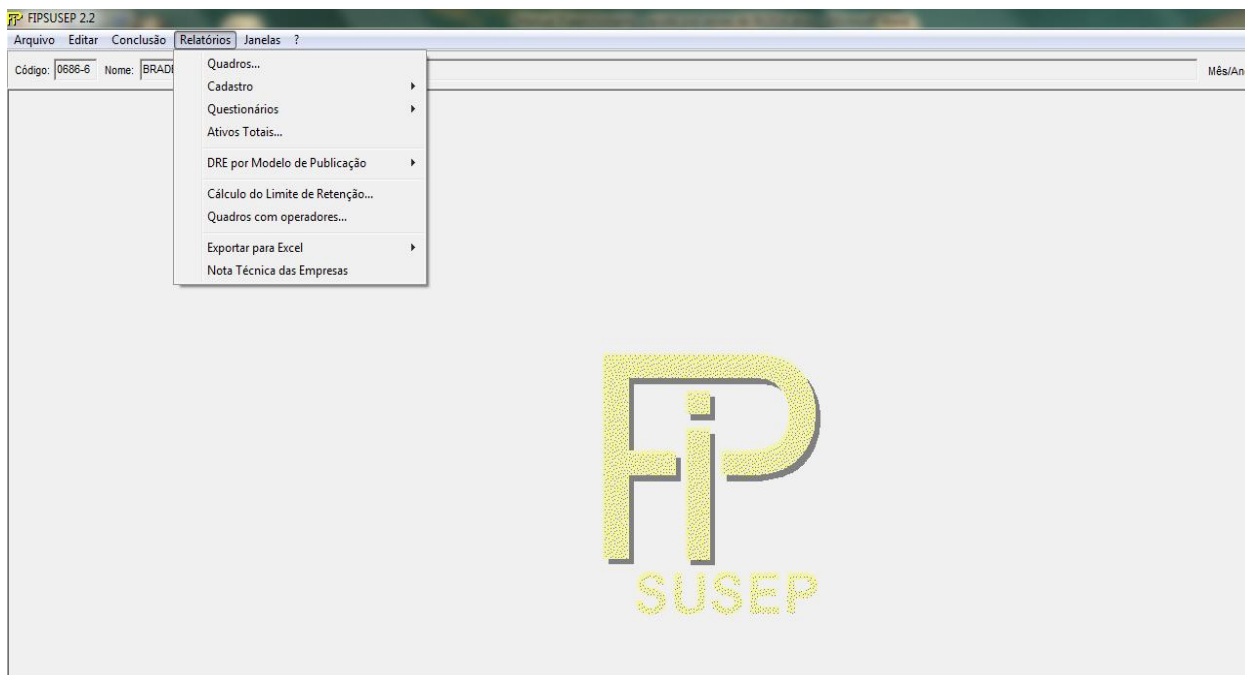 FIPSUSEP 2.2
Arquivo Editar Conclusão Relatórios Janelas ?
Código: 0686-6 Nome: BRADE Mês/An
Quadros...
Cadastro
Questionários
Ativos Totais...
DRE por Modelo de Publicação
Cálculo do Limite de Retenção...
Quadros com operadores...
Exportar para Excel
Nota Técnica das Empresas
FiP
SUSEP